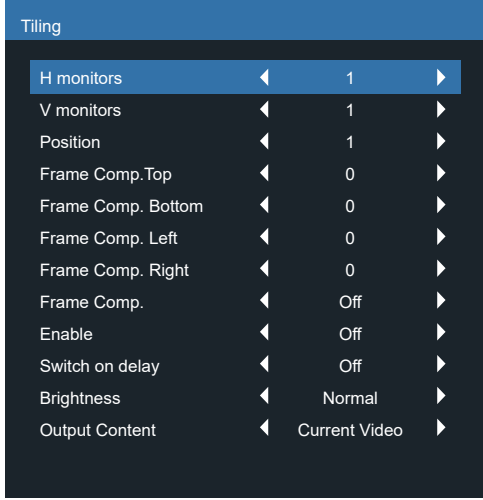 Tiling
H monitors 1
V monitors 1
Position 1
Frame Comp.Top 0
Frame Comp. Bottom 0
Frame Comp. Left 0
Frame Comp. Right 0
Frame Comp. Off
Enable Off
Switch on delay Off
Brightness Normal
Output Content Current Video